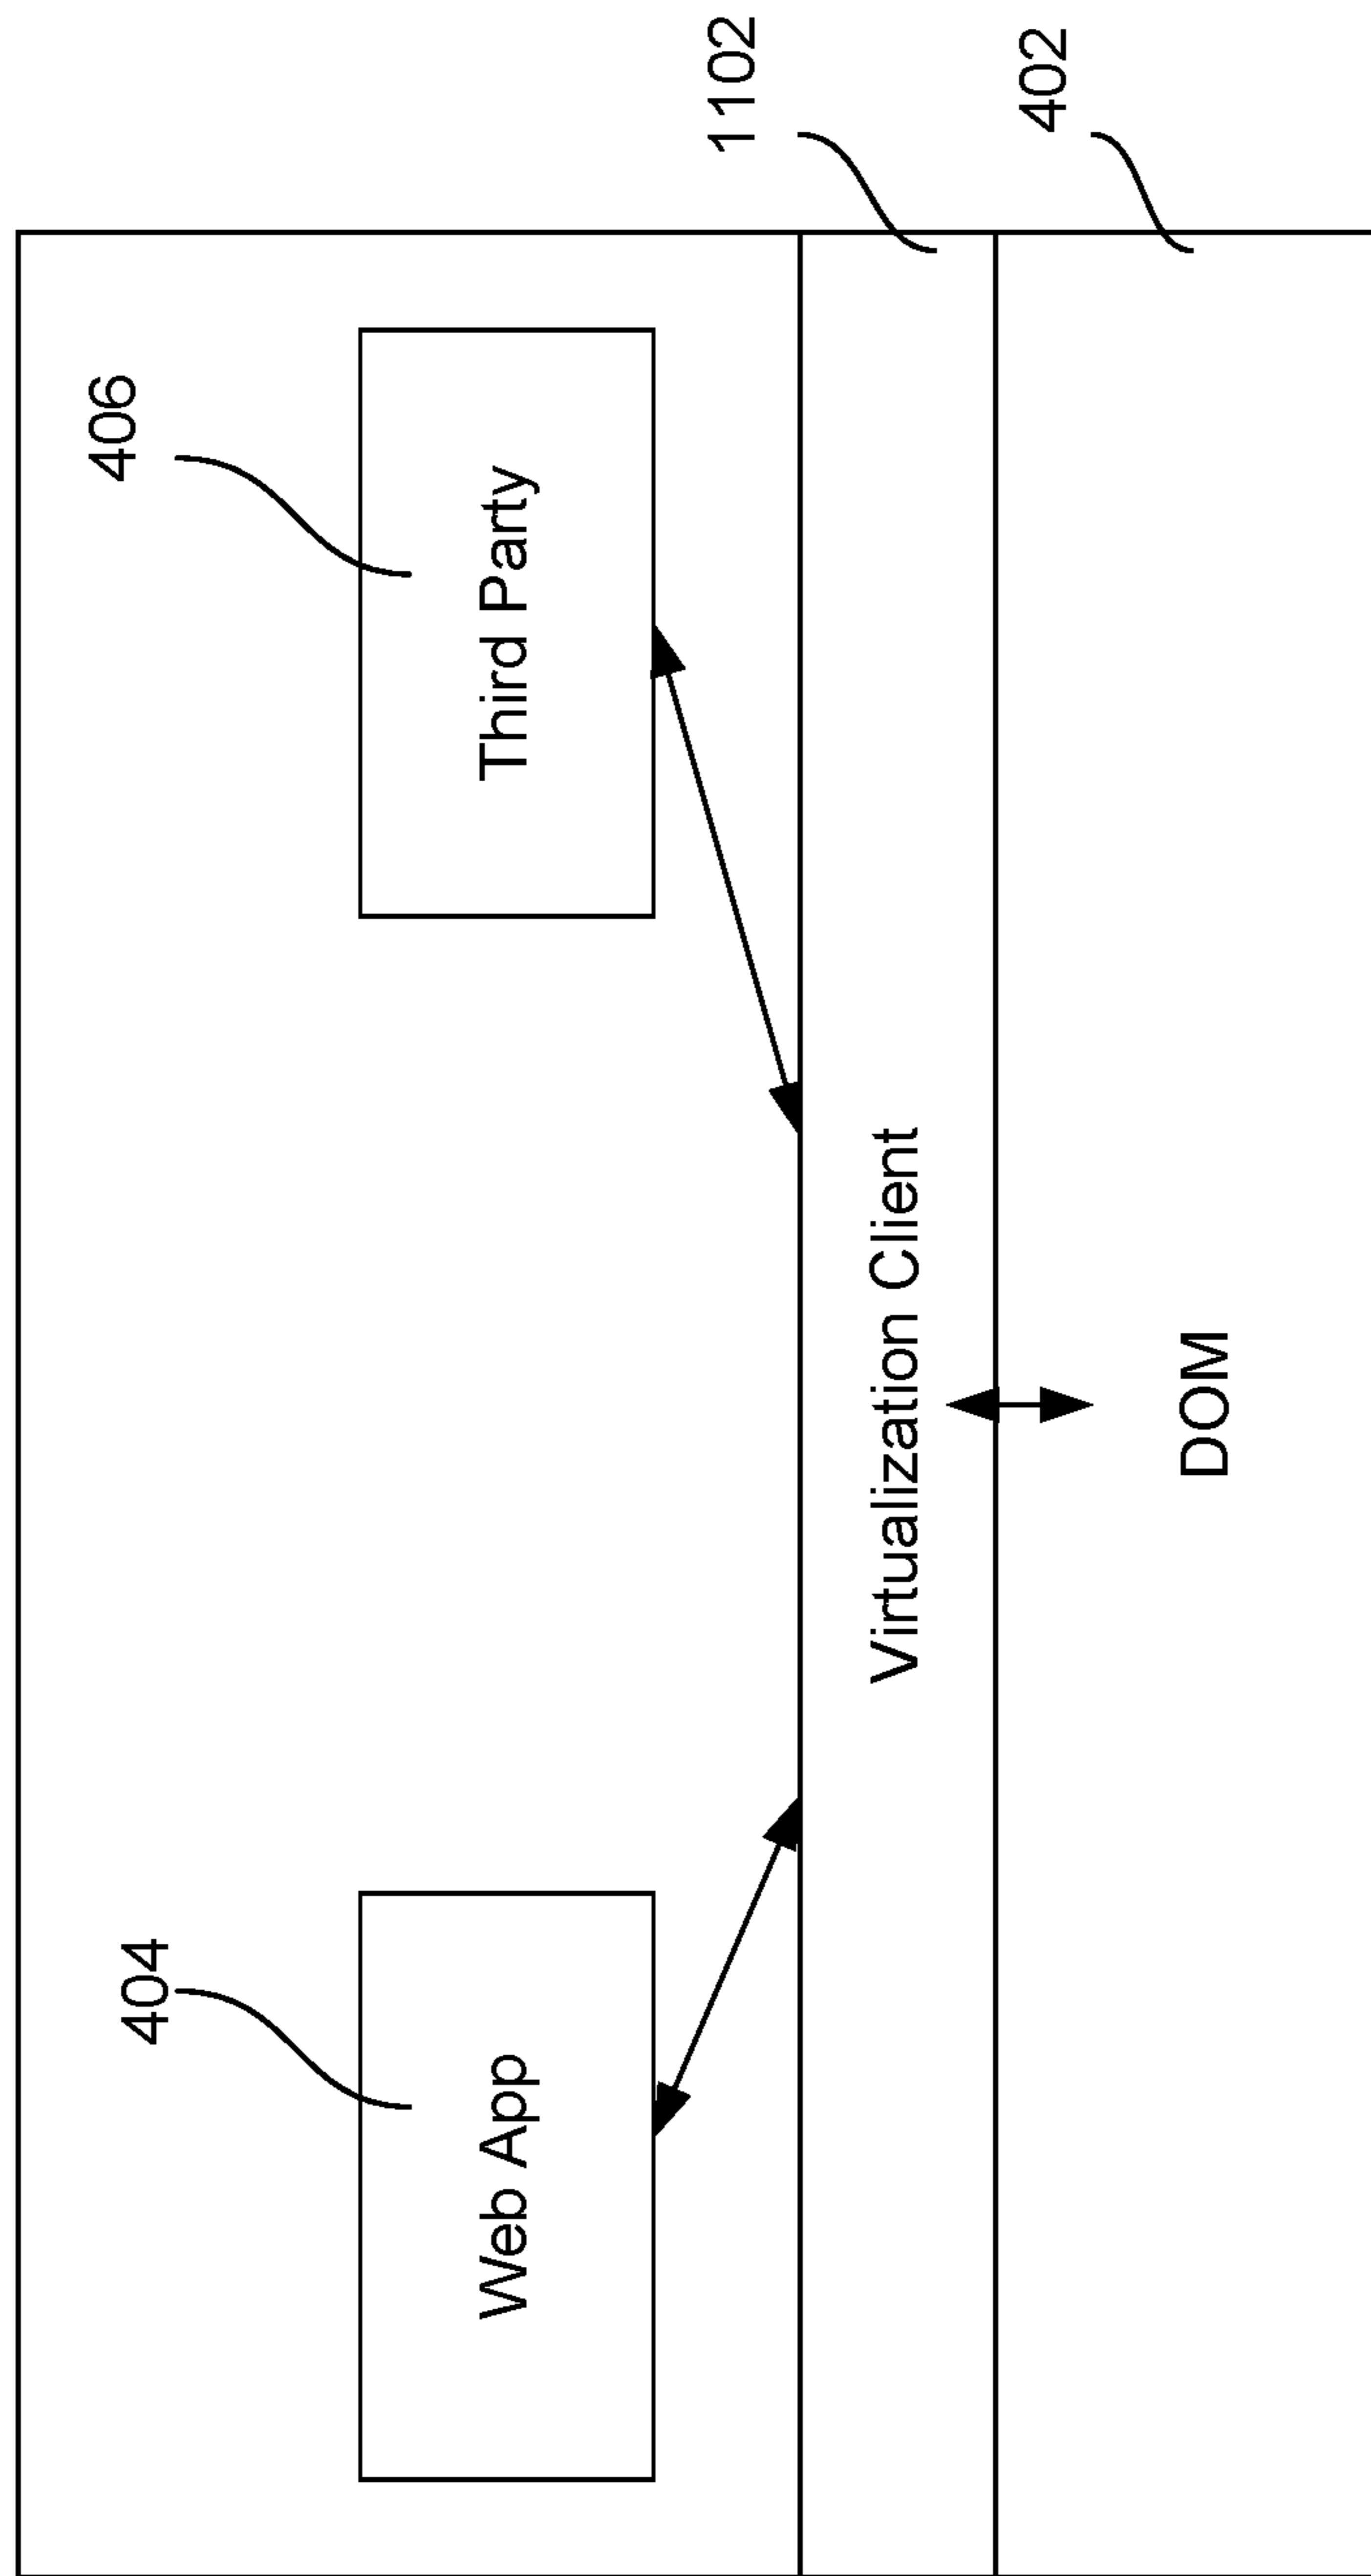 404
406
Web App
Third Party
1102
Virtualization Client
402
DOM